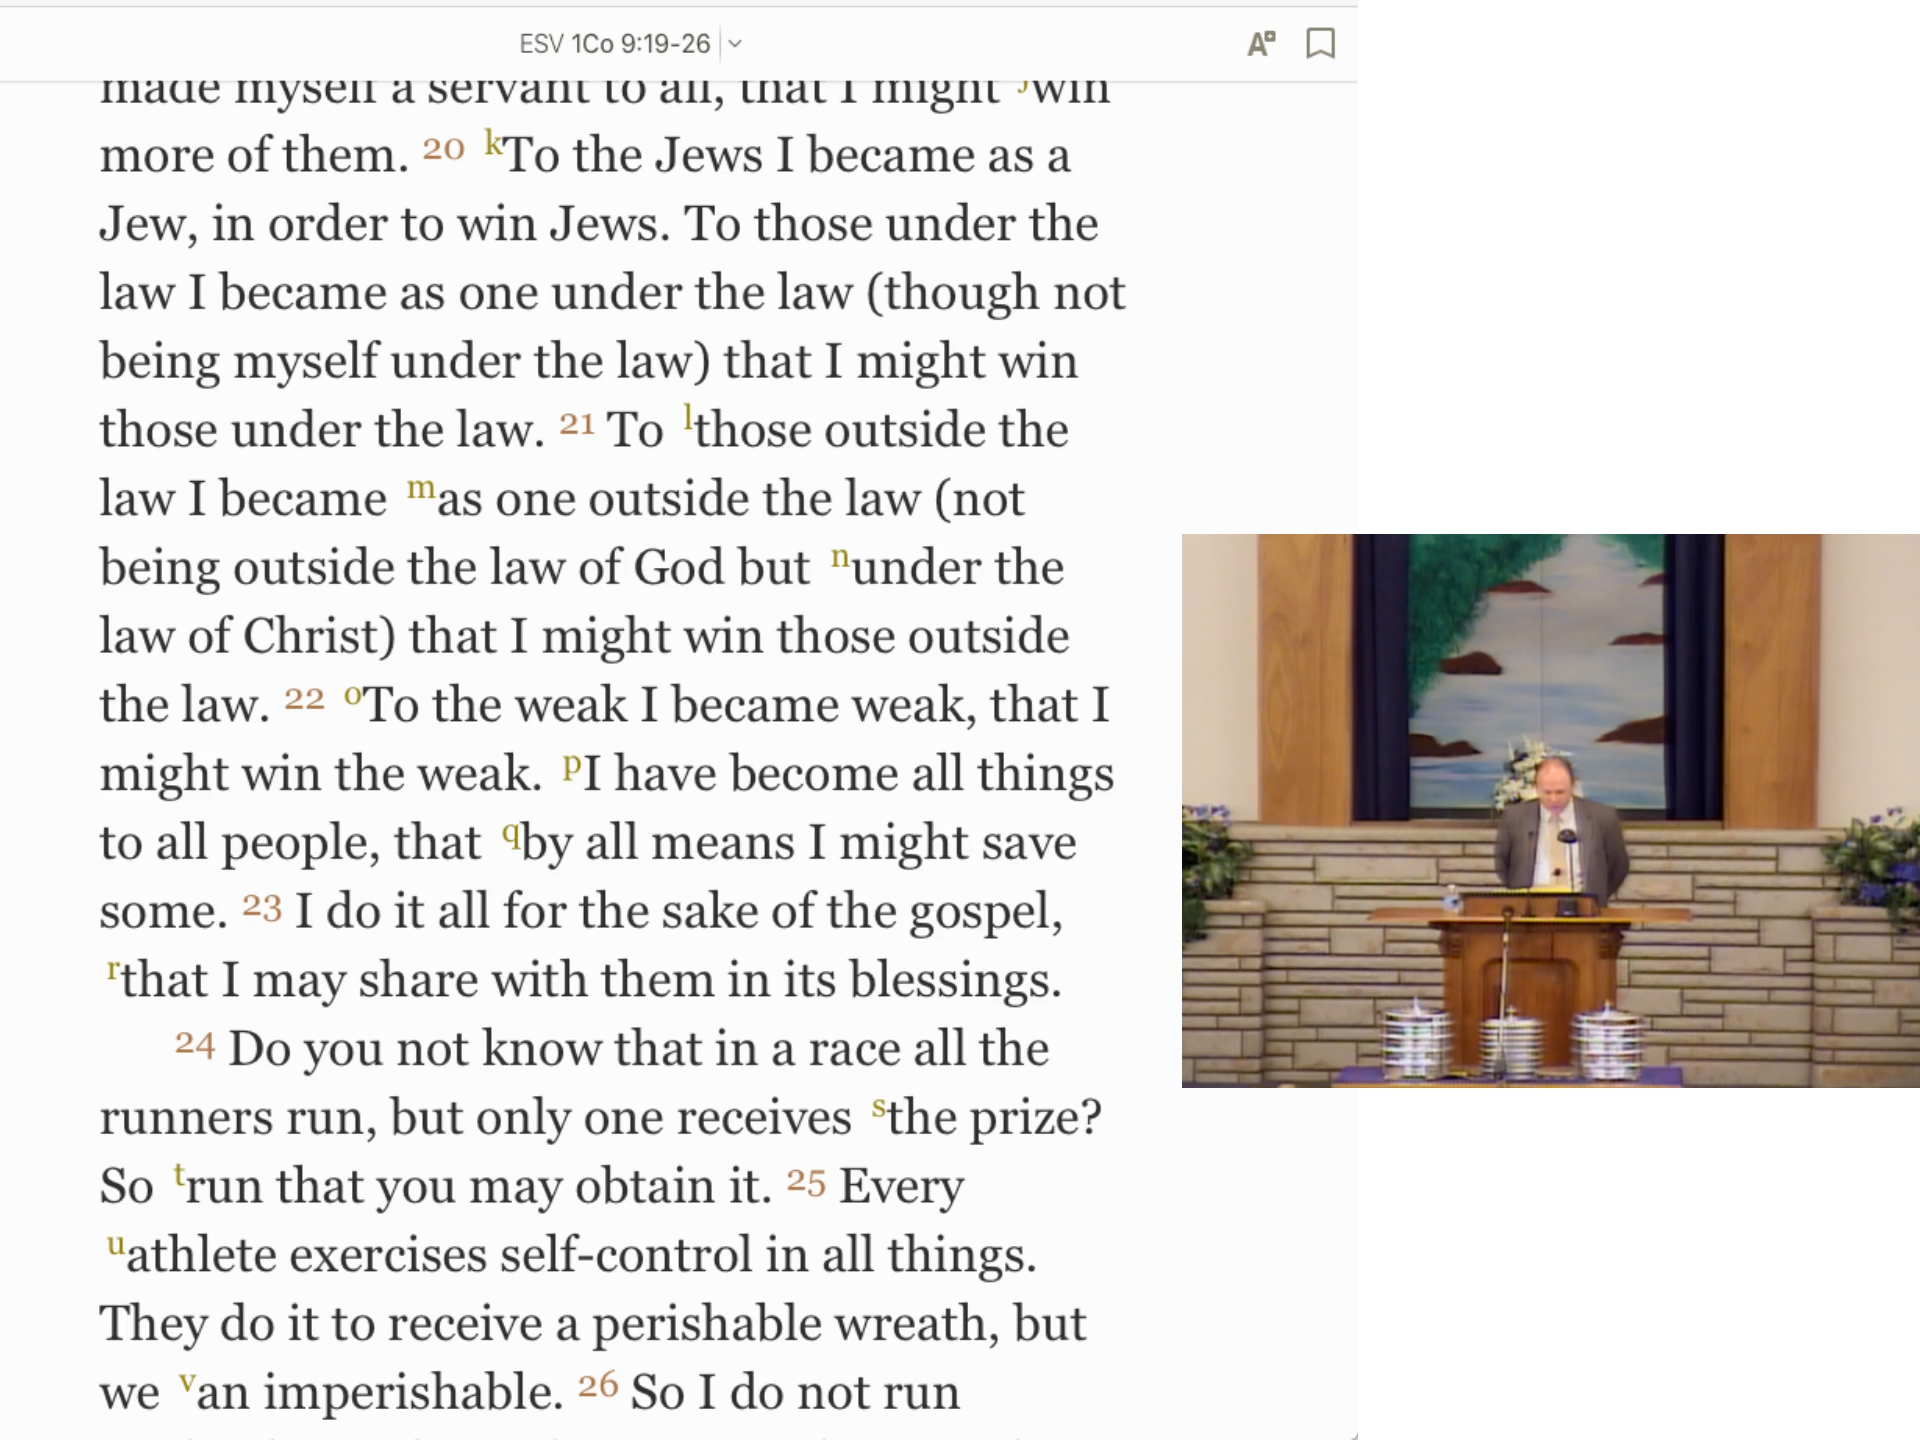 ESV 1Co 9:19-26
made myself a servant to all, that I might jwin
more of them. 20 kTo the Jews I became as a
Jew, in order to win Jews. To those under the
law I became as one under the law (though not
being myself under the law) that I might win
those under the law. 21 To lthose outside the
law I became mas one outside the law (not
being outside the law of God but nunder the
law of Christ) that I might win those outside
the law. 22 oTo the weak I became weak, that I
might win the weak. pI have become all things
to all people, that qby all means I might save
some. 23 I do it all for the sake of the gospel,
rthat I may share with them in its blessings.
24 Do you not know that in a race all the
runners run, but only one receives sthe prize?
So trun that you may obtain it. 25 Every
uathlete exercises self-control in all things.
They do it to receive a perishable wreath, but
we van imperishable. 26 So I do not run